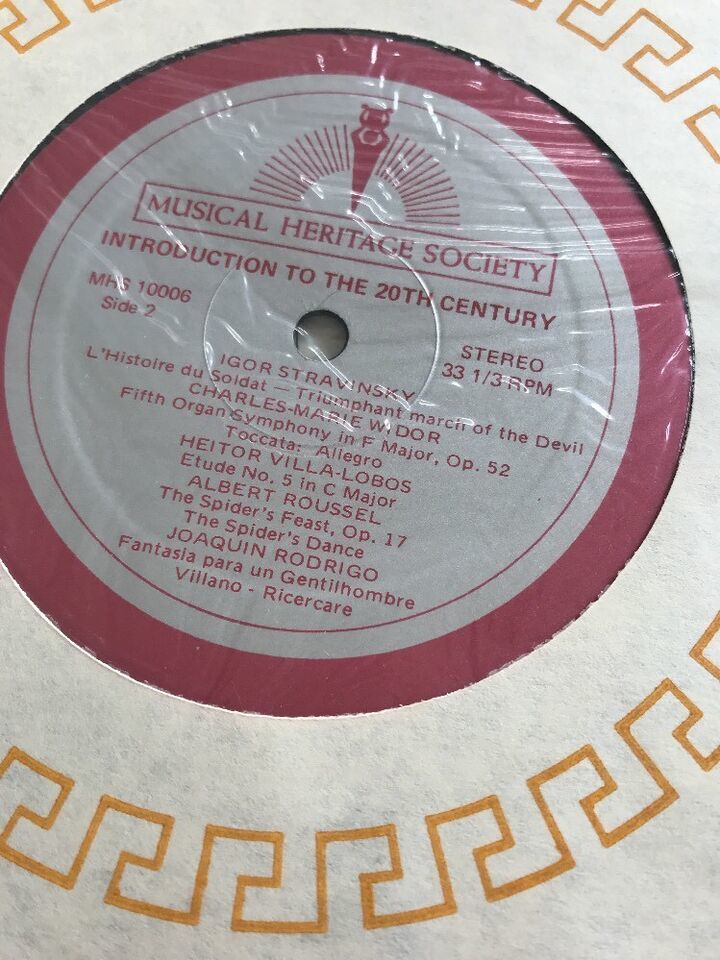 MUSICAL HERITAGE SOCIETY
INTRODUCTION TO THE 20TH CENTURY
MHS 10006
Side 2
STEREO
33 1/3 RPM
IGOR STRAVINSKY
L'Histoire du Soldat — Triumphant march of the Devil
CHARLES-MARIE WIDOR
Fifth Organ Symphony in F Major, Op. 52
Toccata: Allegro
HEITOR VILLA-LOBOS
Etude No. 5 in C Major
ALBERT ROUSSEL
The Spider's Feast, Op. 17
The Spider's Dance
JOAQUIN RODRIGO
Fantasia para un Gentilhombre
Villano - Ricercare